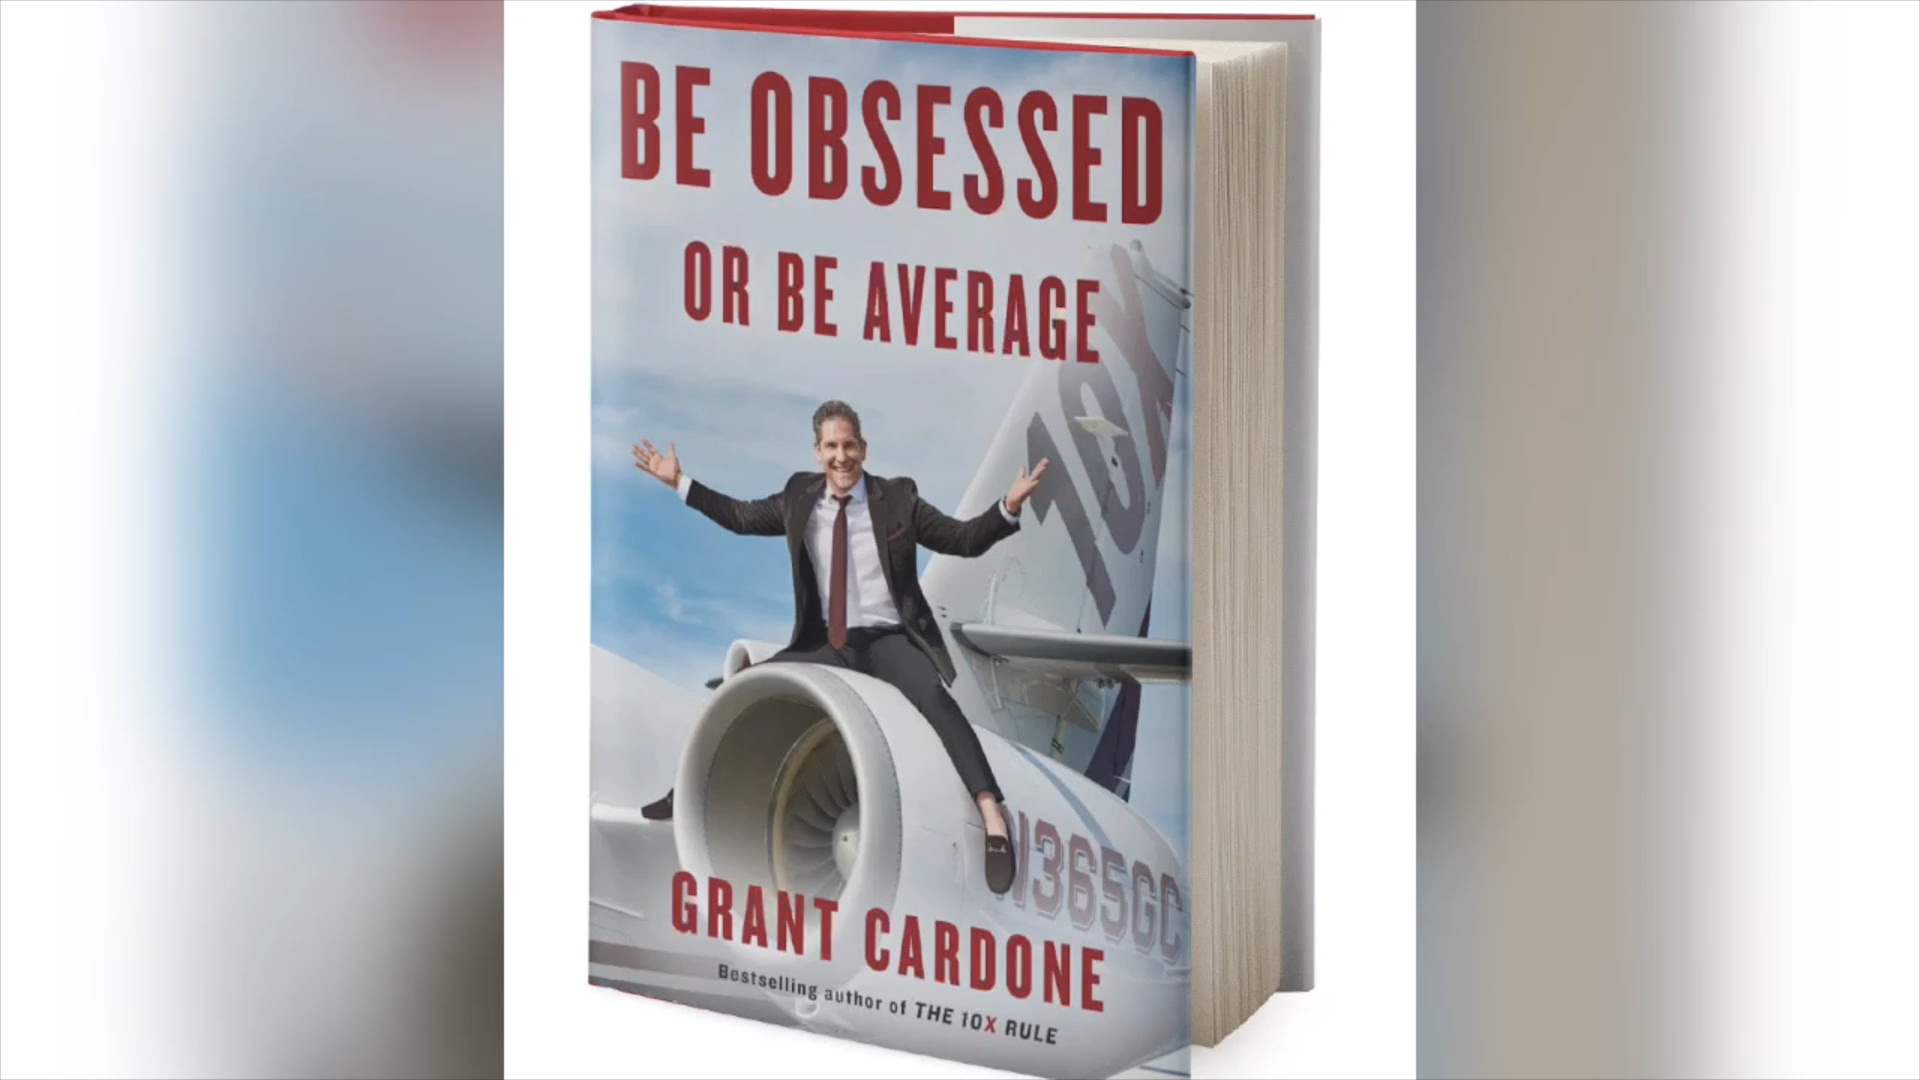 BE OBSESSED
OR BE AVERAGE
10X
N365GC
GRANT CARDONE
Bestselling author of THE 10X RULE